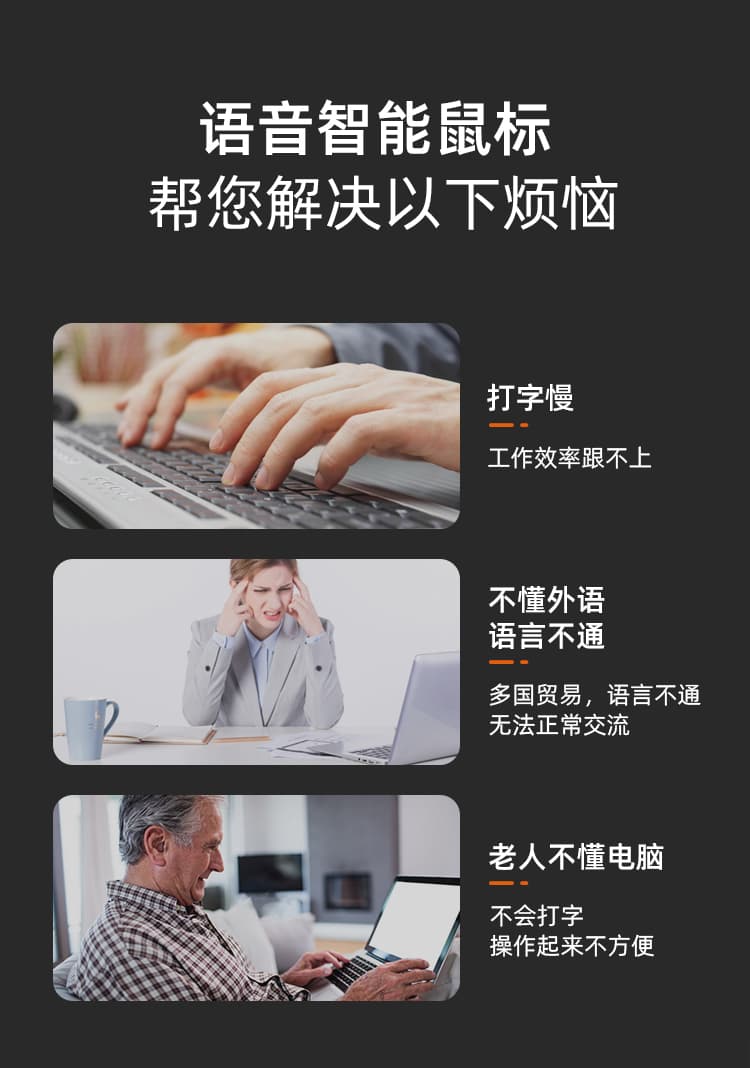 语音智能鼠标
帮您解决以下烦恼
打字慢
工作效率跟不上
不懂外语
语言不通
多国贸易，语言不通
无法正常交流
老人不懂电脑
不会打字
操作起来不方便